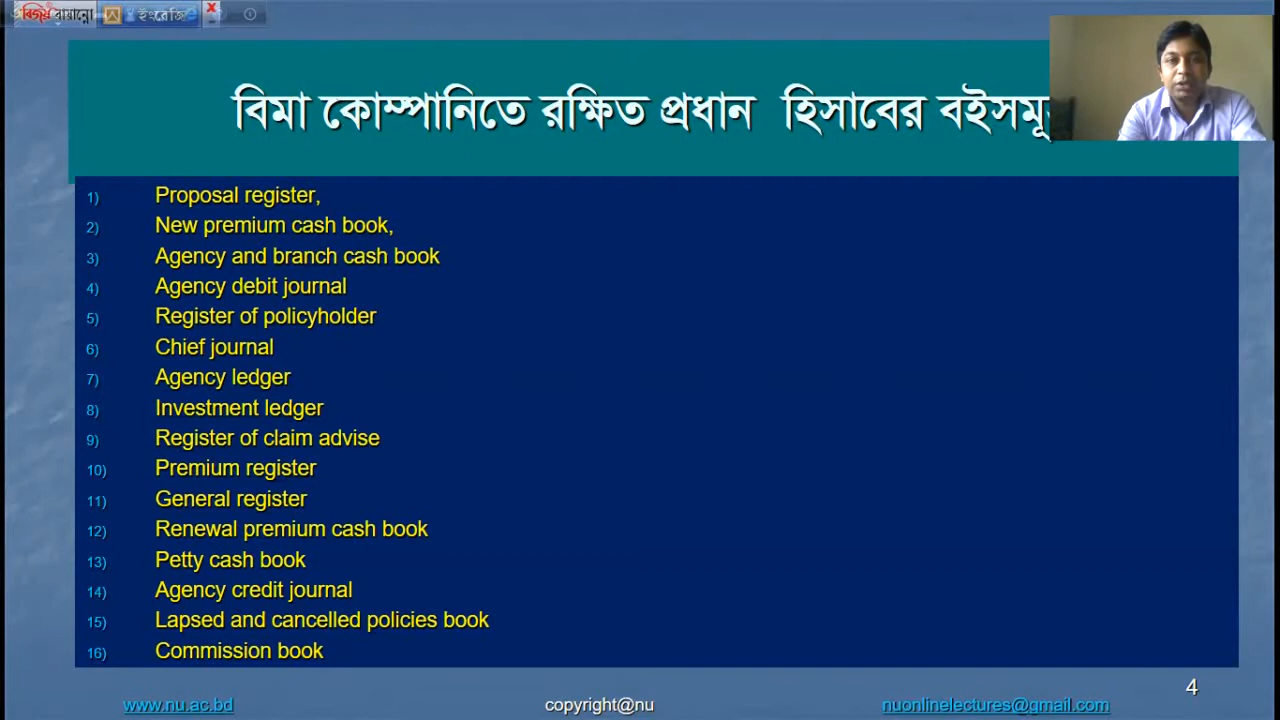 বিজয় বায়ান্নো ইংরেজি
বিমা কোম্পানিতে রক্ষিত প্রধান হিসাবের
1) Proposal register,
2) New premium cash book,
3) Agency and branch cash book
4) Agency debit journal
5) Register of policyholder
6) Chief journal
7) Agency ledger
8) Investment ledger
9) Register of claim advise
10) Premium register
11) General register
12) Renewal premium cash book
13) Petty cash book
14) Agency credit journal
15) Lapsed and cancelled policies book
16) Commission book
4
www.nu.ac.bd copyright@nu nuonlinelectures@gmail.com